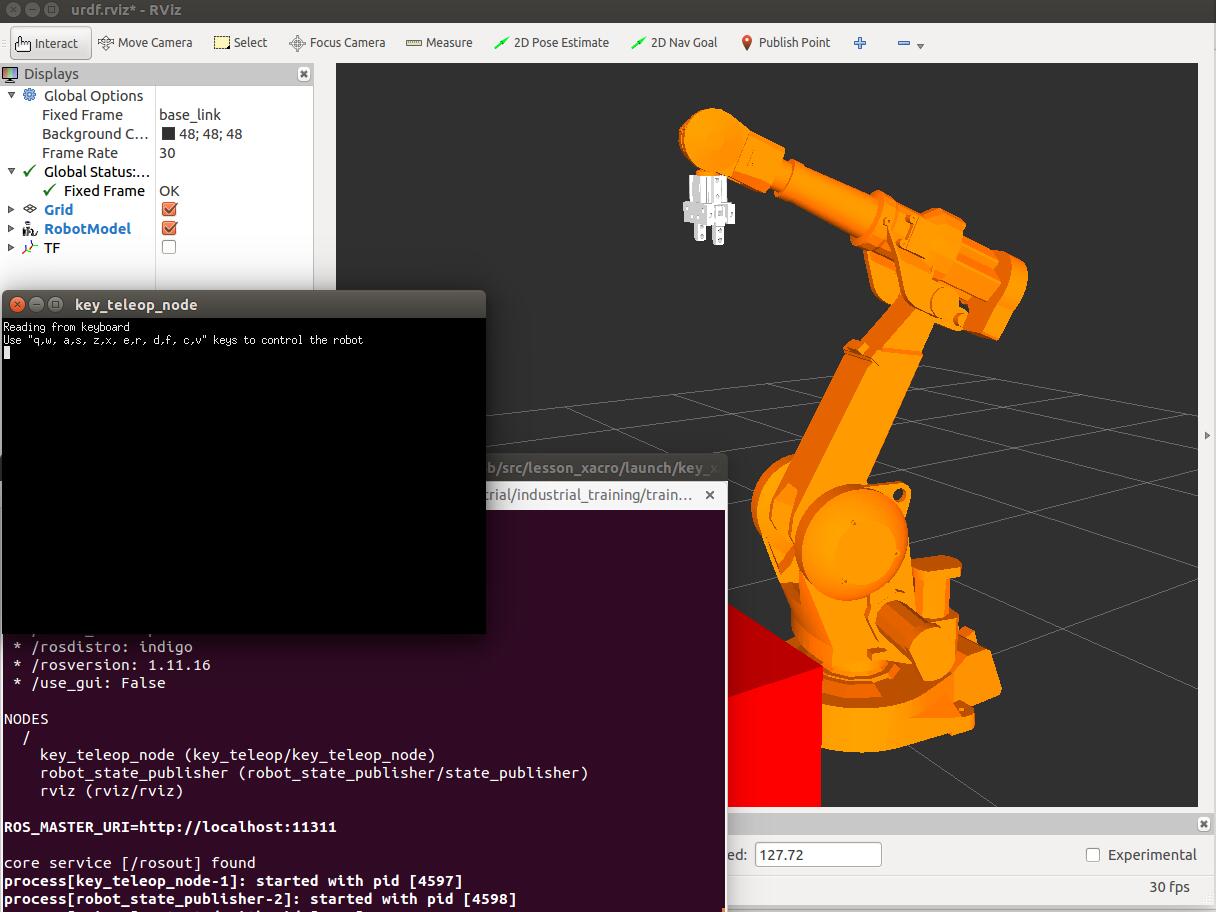 urdf.rviz* - RViz
Interact Move Camera Select Focus Camera Measure 2D Pose Estimate 2D Nav Goal Publish Point
Displays
Global Options
Fixed Frame base_link
Background C... 48; 48; 48
Frame Rate 30
Global Status:...
Fixed Frame OK
Grid
RobotModel
TF
key_teleop_node
Reading from keyboard
Use "q,w, a,s, z,x, e,r, d,f, c,v" keys to control the robot
b/src/lesson_xacro/launch/key_x
trial/industrial_training/train...
* /rosdistro: indigo
* /rosversion: 1.11.16
* /use_gui: False
NODES
/
key_teleop_node (key_teleop/key_teleop_node)
robot_state_publisher (robot_state_publisher/state_publisher)
rviz (rviz/rviz)
ROS_MASTER_URI=http://localhost:11311
core service [/rosout] found
process[key_teleop_node-1]: started with pid [4597]
process[robot_state_publisher-2]: started with pid [4598]
ed: 127.72
Experimental
30 fps